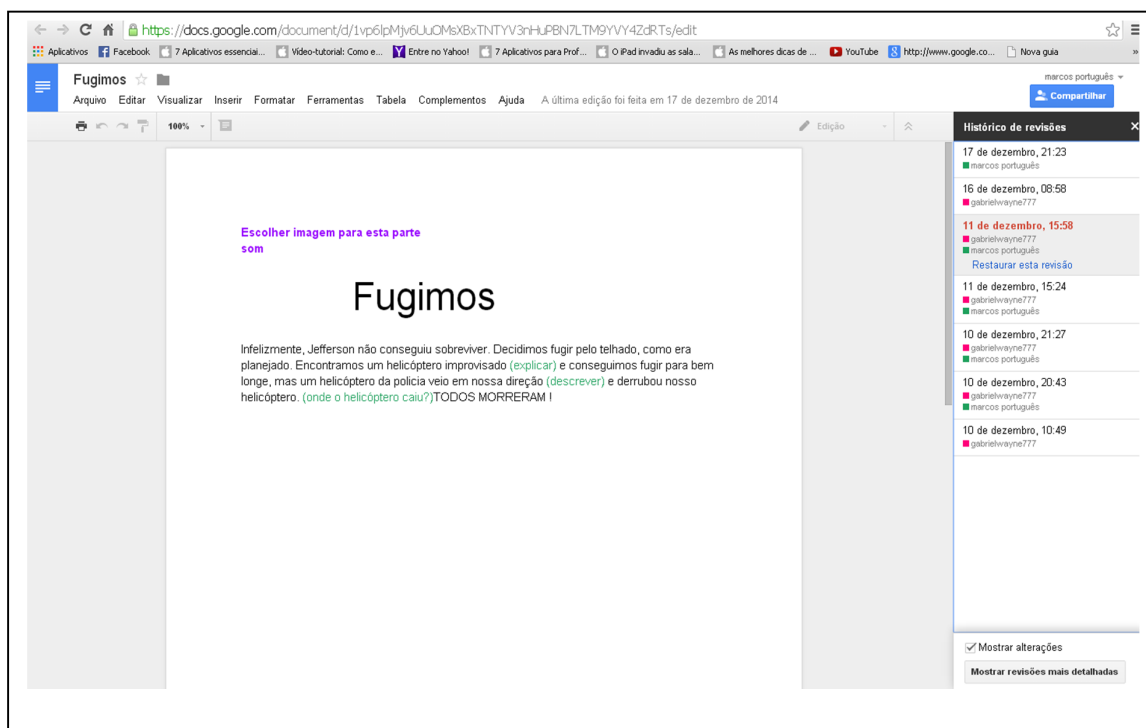 https://docs.google.com/document/d/1vp6lpMjv6UuOMsXBxTNTYV3nHuPBN7LTM9YVY4ZdRTs/edit
Aplicativos Facebook 7 Aplicativos essenciai... Vídeo-tutorial: Como e... Entre no Yahoo! 7 Aplicativos para Prof... O iPad invadiu as sala... As melhores dicas de ... YouTube http://www.google.co... Nova guia »
Fugimos
marcos português
Arquivo Editar Visualizar Inserir Formatar Ferramentas Tabela Complementos Ajuda A última edição foi feita em 17 de dezembro de 2014
Compartilhar
100% Edição
Escolher imagem para esta parte
som
Fugimos
Infelizmente, Jefferson não conseguiu sobreviver. Decidimos fugir pelo telhado, como era
planejado. Encontramos um helicóptero improvisado (explicar) e conseguimos fugir para bem
longe, mas um helicóptero da policia veio em nossa direção (descrever) e derrubou nosso
helicóptero. (onde o helicóptero caiu?)TODOS MORRERAM !
Histórico de revisões
17 de dezembro, 21:23
marcos português
16 de dezembro, 08:58
gabrielwayne777
11 de dezembro, 15:58
gabrielwayne777
marcos português
Restaurar esta revisão
11 de dezembro, 15:24
gabrielwayne777
marcos português
10 de dezembro, 21:27
gabrielwayne777
marcos português
10 de dezembro, 20:43
gabrielwayne777
marcos português
10 de dezembro, 10:49
gabrielwayne777
Mostrar alterações
Mostrar revisões mais detalhadas